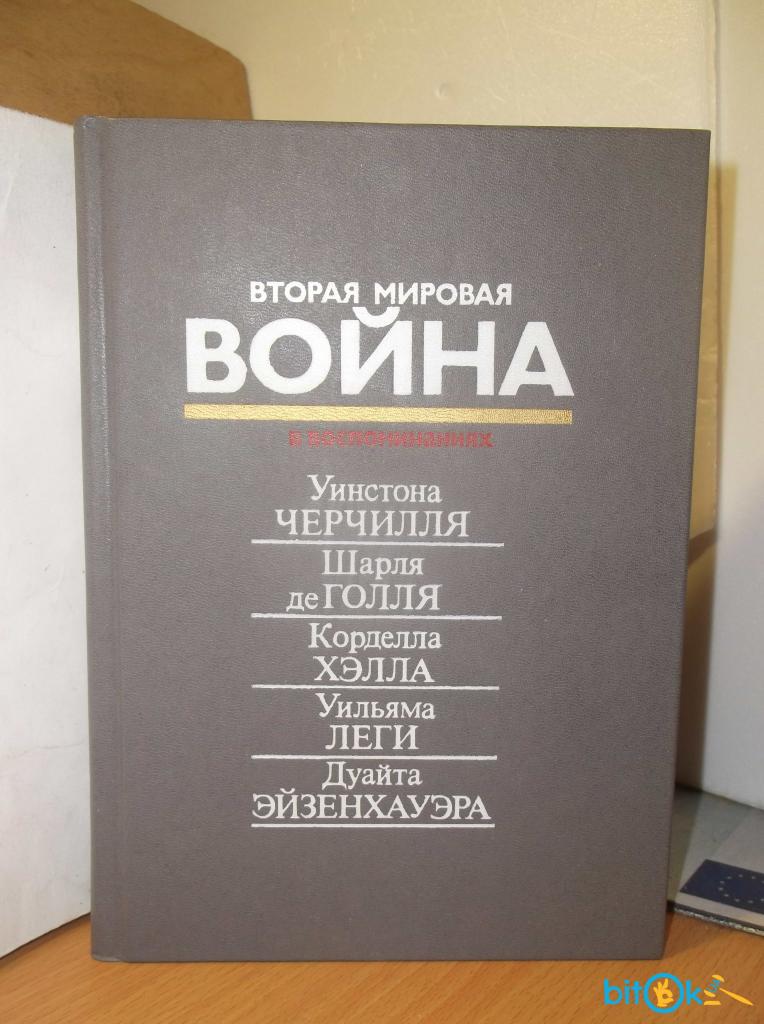 ВТОРАЯ МИРОВАЯ
ВОЙНА
в воспоминаниях
Уинстона
ЧЕРЧИЛЛЯ
Шарля
де ГОЛЛЯ
Корделла
ХЭЛЛА
Уильяма
ЛЕГИ
Дуайта
ЭЙЗЕНХАУЭРА
bitOk